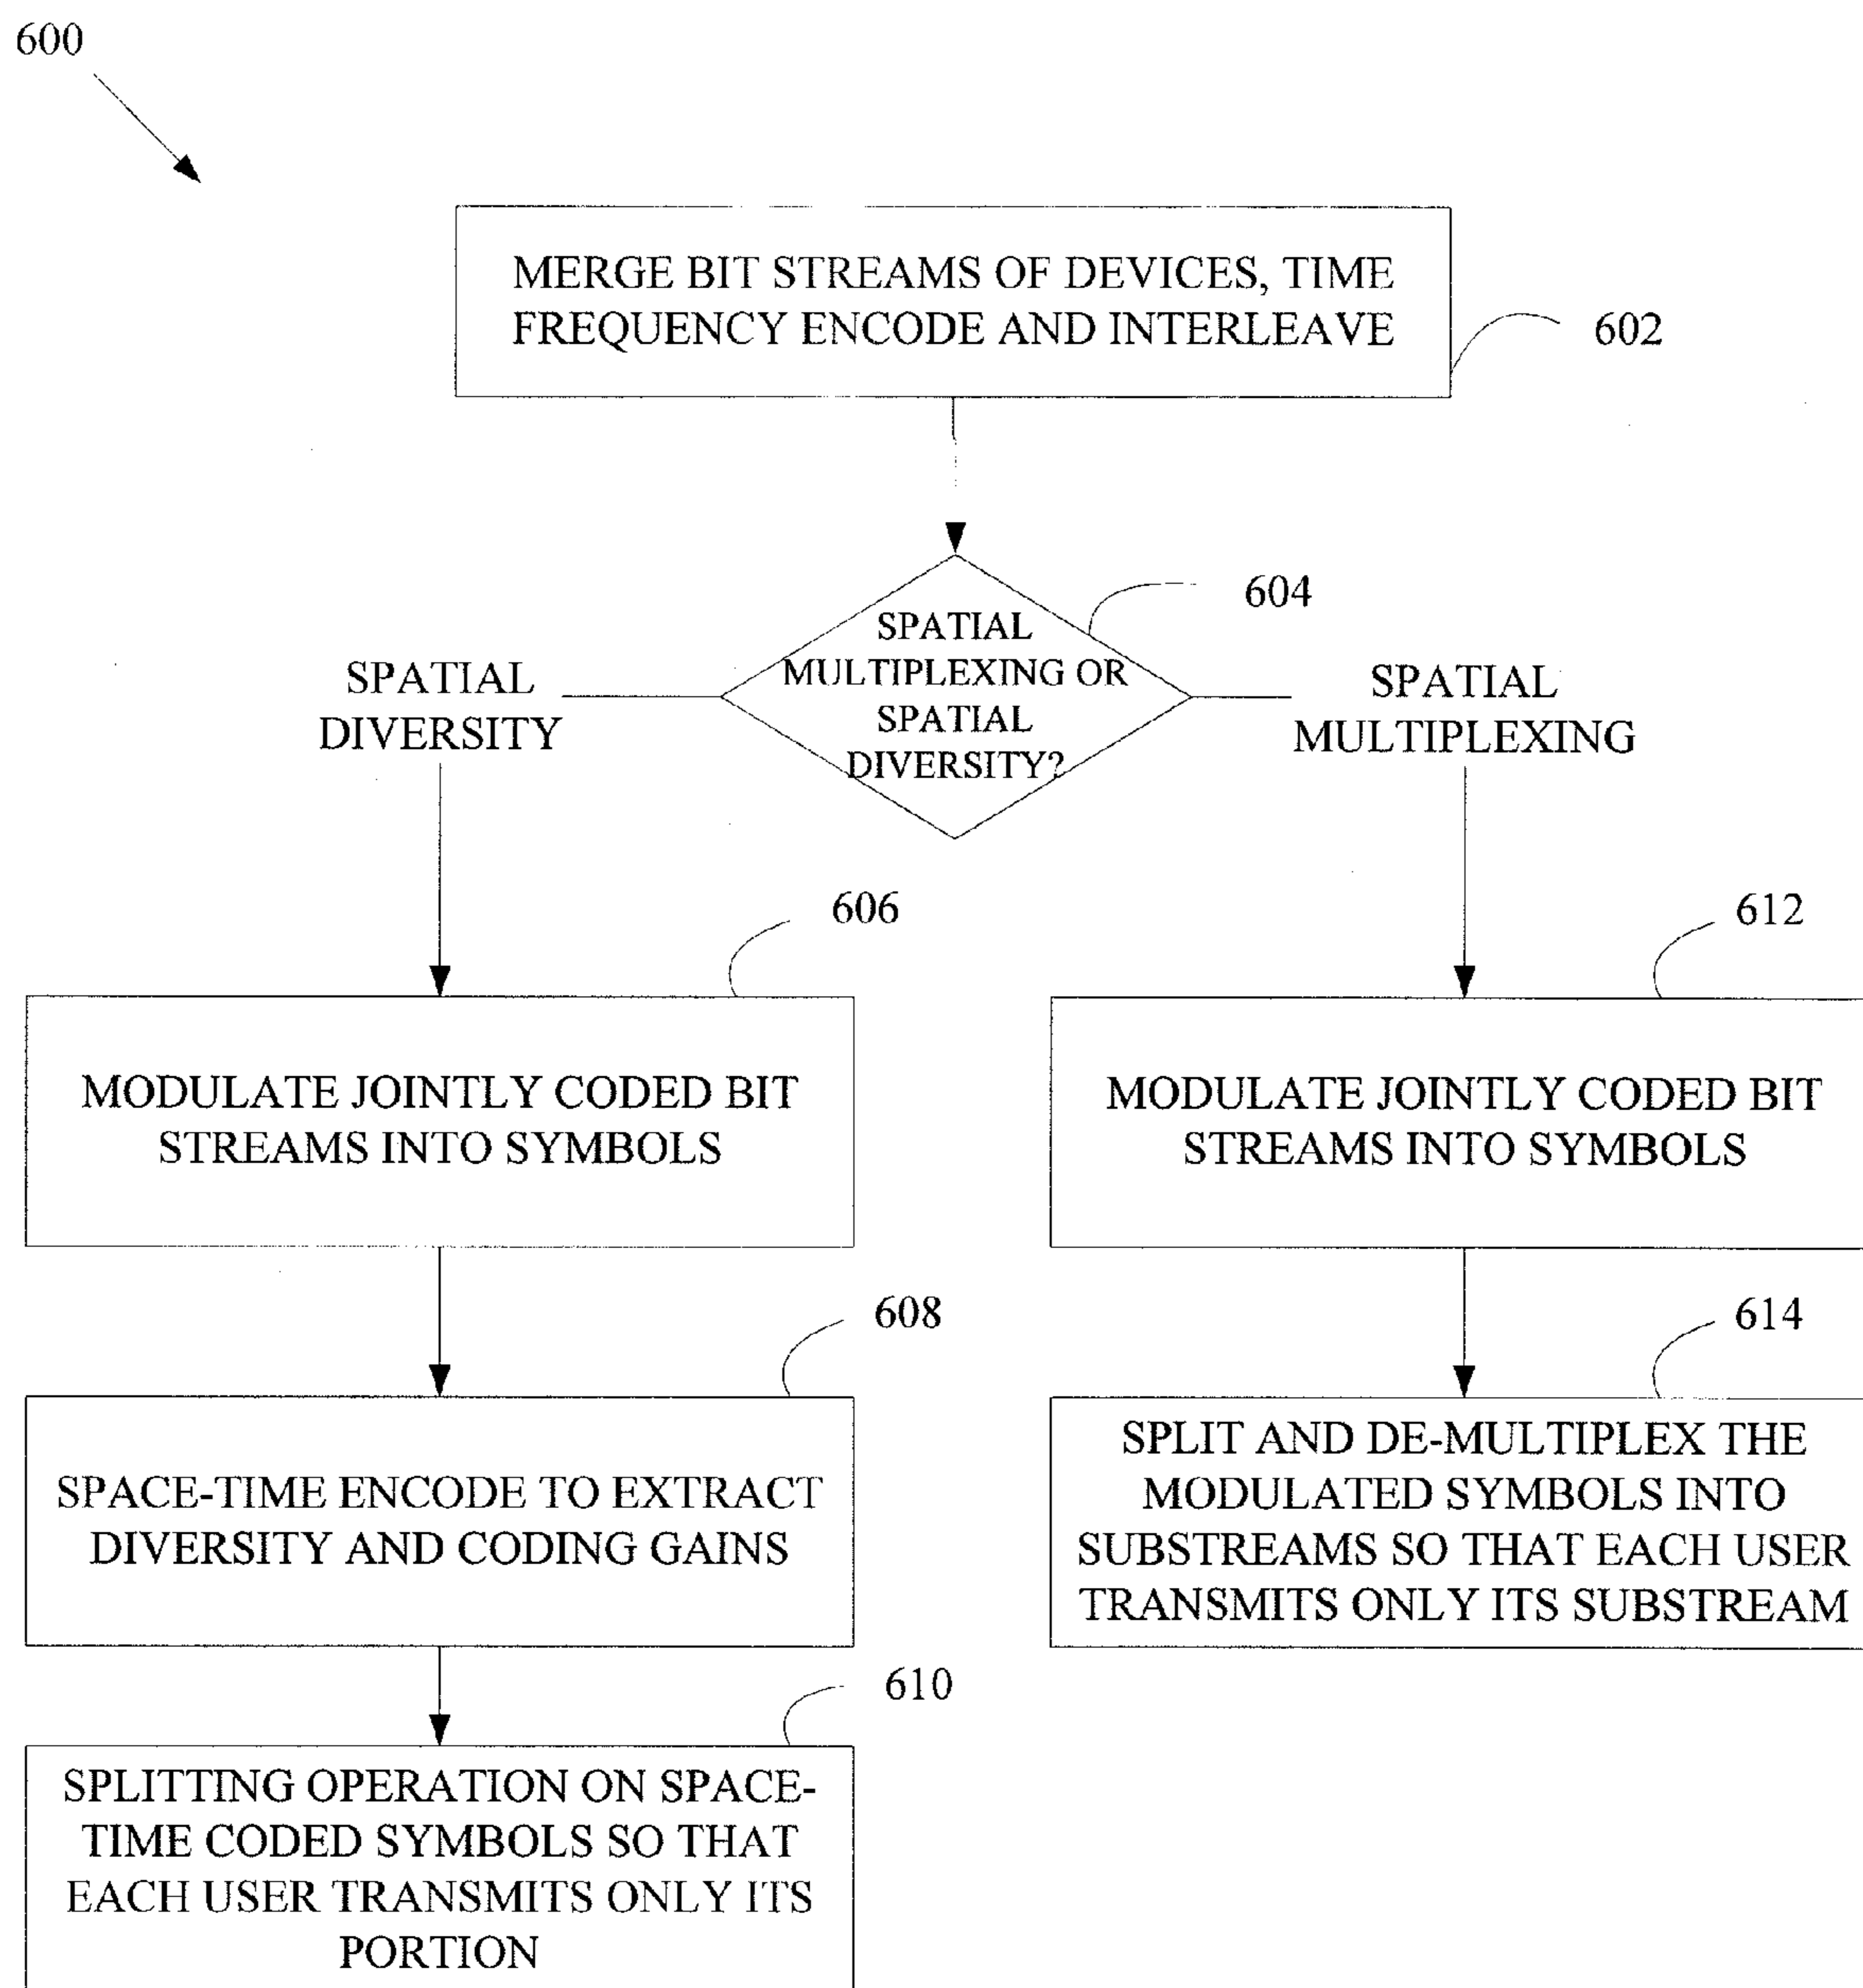 600
MERGE BIT STREAMS OF DEVICES, TIME
FREQUENCY ENCODE AND INTERLEAVE
602
604
SPATIAL
MULTIPLEXING OR
SPATIAL
DIVERSITY?
SPATIAL
DIVERSITY
SPATIAL
MULTIPLEXING
606
612
MODULATE JOINTLY CODED BIT
STREAMS INTO SYMBOLS
MODULATE JOINTLY CODED BIT
STREAMS INTO SYMBOLS
608
614
SPACE-TIME ENCODE TO EXTRACT
DIVERSITY AND CODING GAINS
SPLIT AND DE-MULTIPLEX THE
MODULATED SYMBOLS INTO
SUBSTREAMS SO THAT EACH USER
TRANSMITS ONLY ITS SUBSTREAM
610
SPLITTING OPERATION ON SPACE-
TIME CODED SYMBOLS SO THAT
EACH USER TRANSMITS ONLY ITS
PORTION